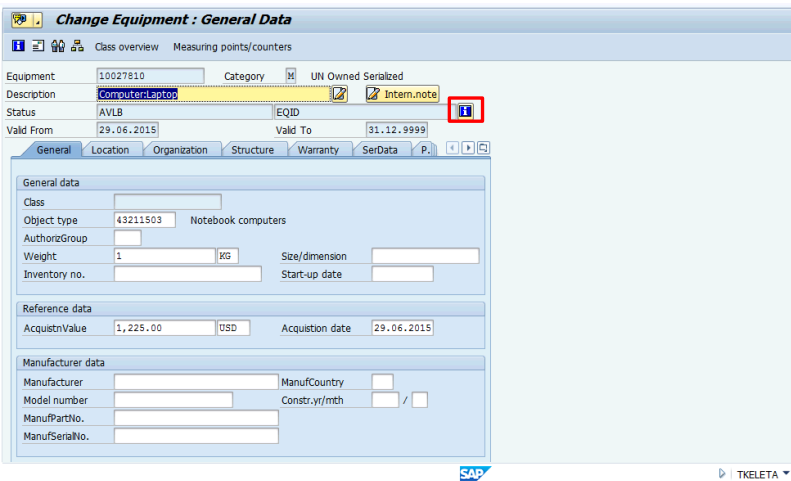 Change Equipment : General Data
Class overview Measuring points/counters
Equipment 10027810 Category M UN Owned Serialized
Description Computer:Laptop Intern.note
Status AVLB EQID
Valid From 29.06.2015 Valid To 31.12.9999
General Location Organization Structure Warranty SerData P.
General data
Class
Object type 43211503 Notebook computers
AuthorizGroup
Weight 1 KG Size/dimension
Inventory no. Start-up date
Reference data
AcquistnValue 1,225.00 USD Acquistion date 29.06.2015
Manufacturer data
Manufacturer ManufCountry
Model number Constr.yr/mth /
ManufPartNo.
ManufSerialNo.
SAP TKELETA